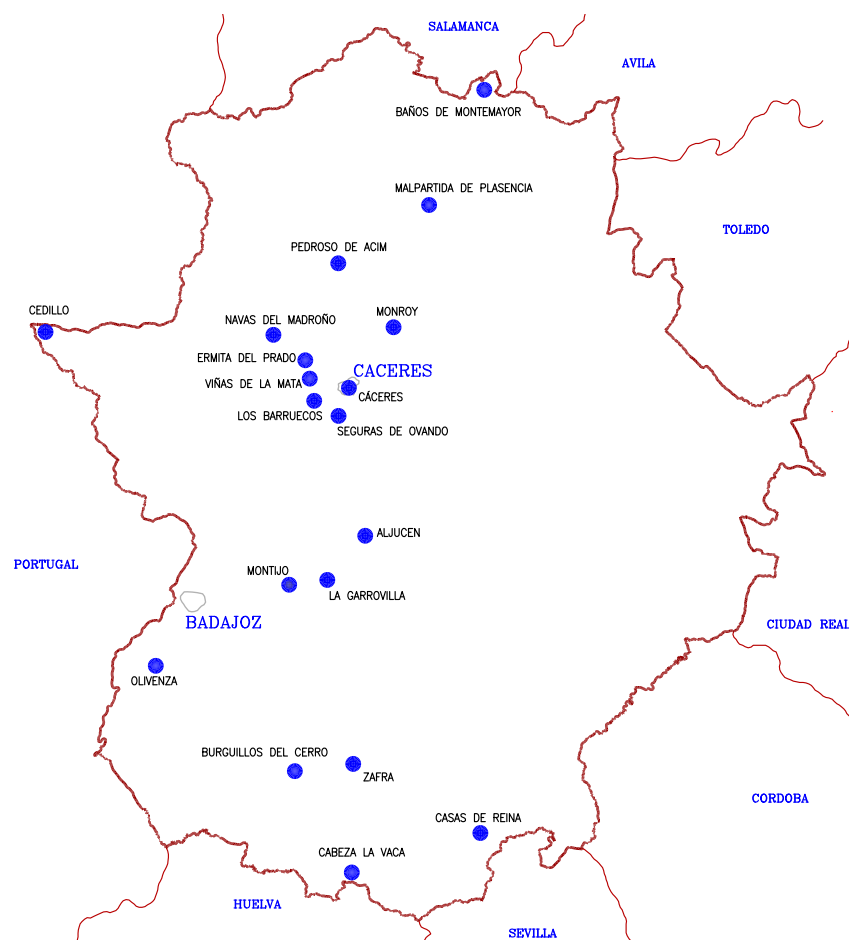 SALAMANCA
AVILA
BAÑOS DE MONTEMAYOR
MALPARTIDA DE PLASENCIA
TOLEDO
PEDROSO DE ACIM
CEDILLO
MONROY
NAVAS DEL MADROÑO
ERMITA DEL PRADO
CACERES
VIÑAS DE LA MATA
CÁCERES
LOS BARRUECOS
SEGURAS DE OVANDO
ALJUCEN
PORTUGAL
MONTIJO
LA GARROVILLA
BADAJOZ
CIUDAD REAL
OLIVENZA
BURGUILLOS DEL CERRO
ZAFRA
CORDOBA
CASAS DE REINA
CABEZA LA VACA
HUELVA
SEVILLA